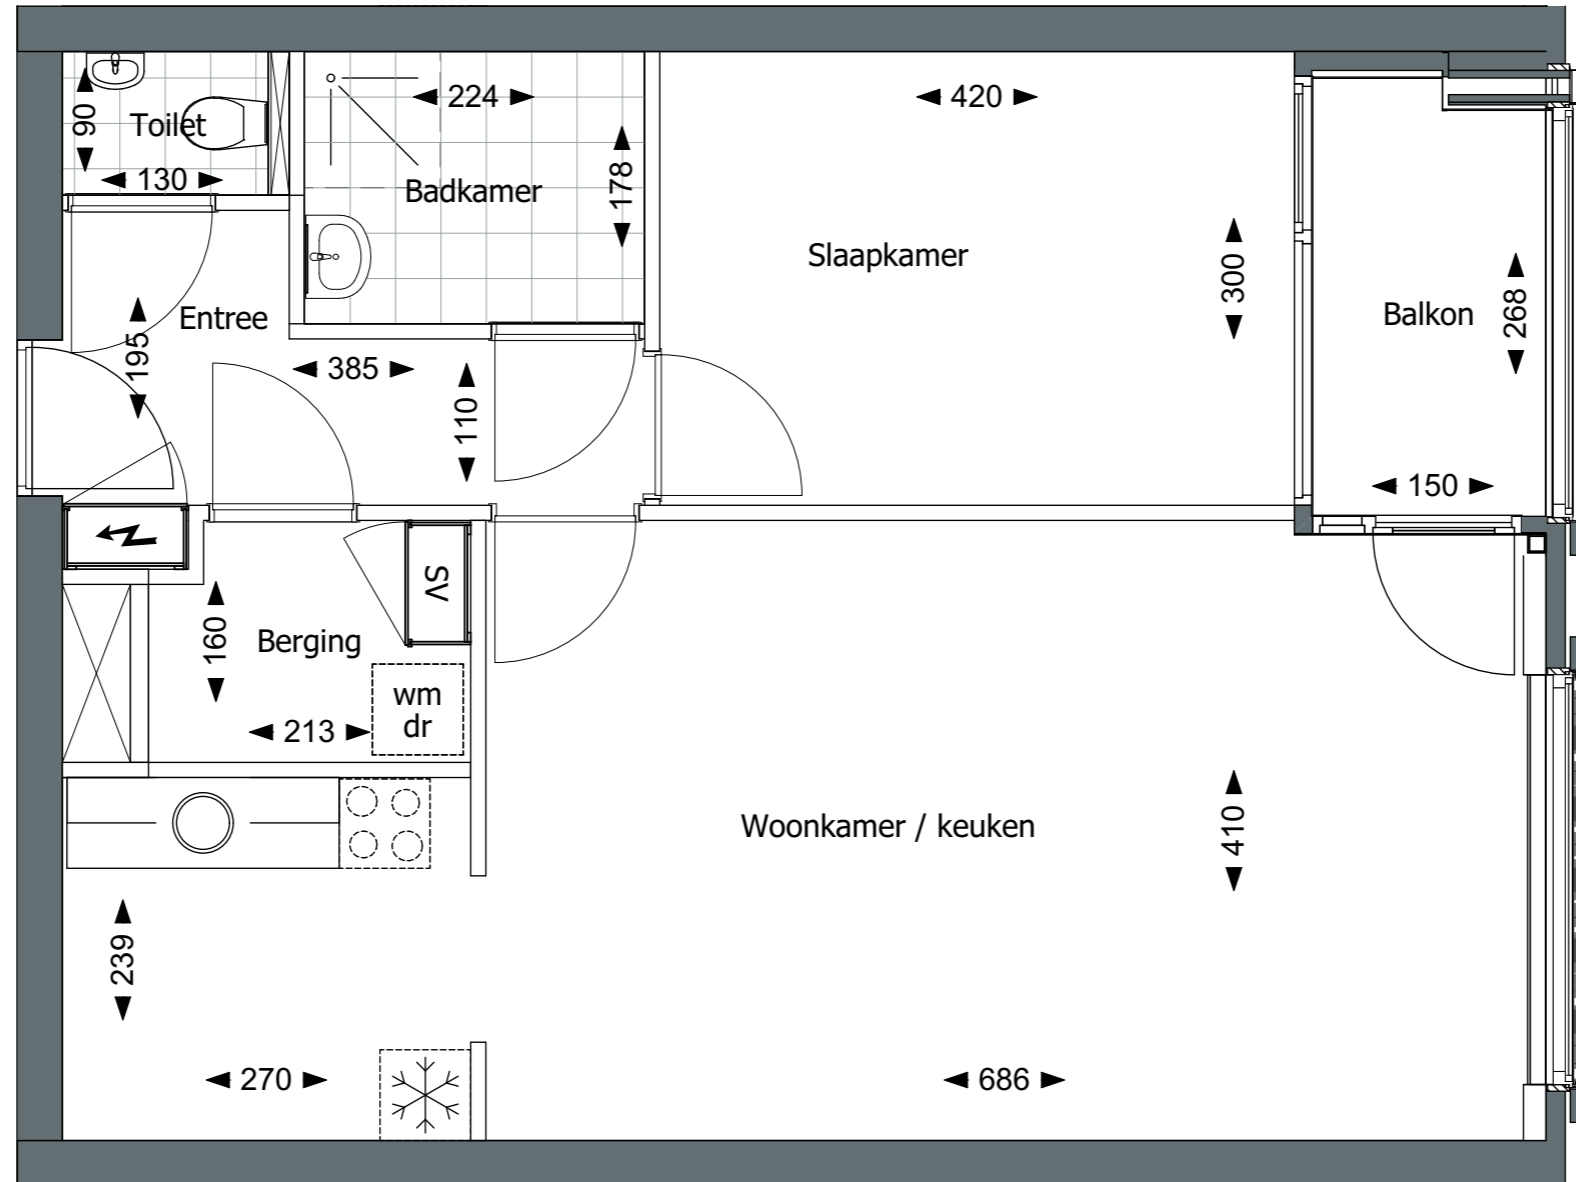 224
420
90
Toilet
130
Badkamer
178
Slaapkamer
300
Balkon
268
Entree
195
385
110
150
SV
160
Berging
213
wm
dr
Woonkamer / keuken
410
239
270
686